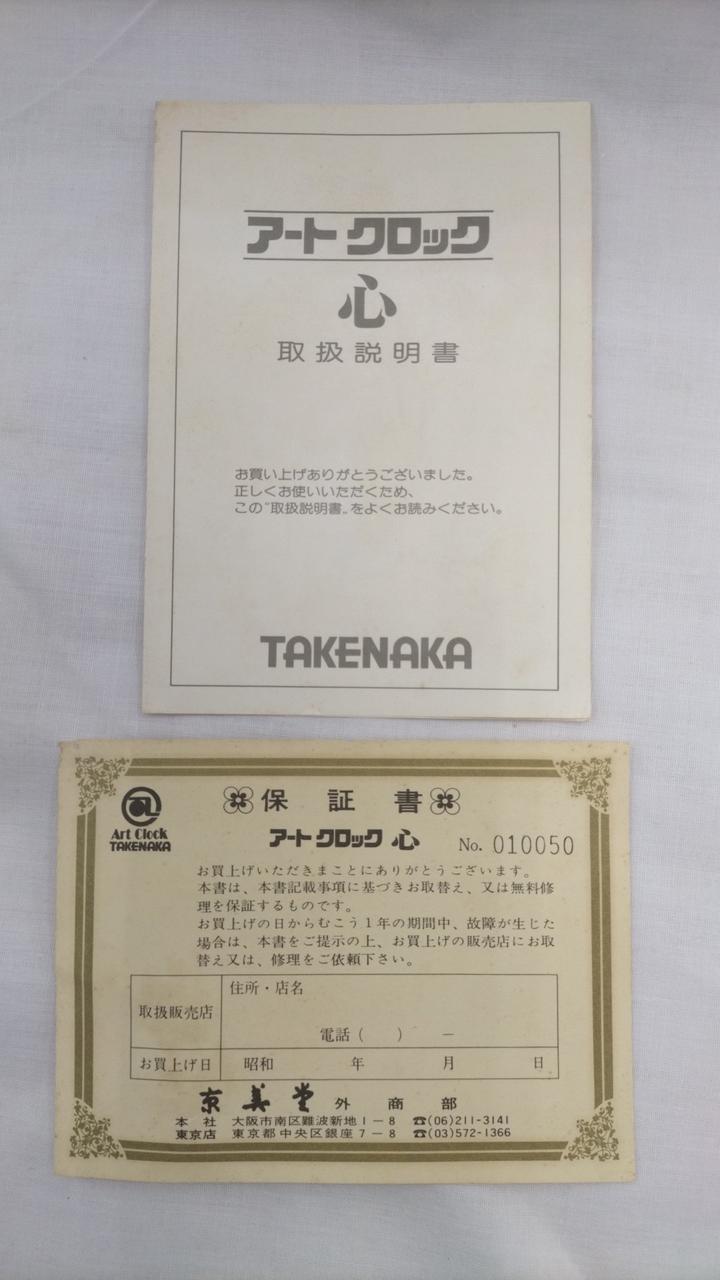 アート クロック
心
取扱説明書
お買い上げありがとうございました。
正しくお使いいただくため、
この"取扱説明書„をよくお読みください。
TAKENAKA
Art Clock
TAKENAKA
保証書
アート クロック 心
No. 010050
お買上げいただきまことにありがとうございます。
本書は、本書記載事項に基づきお取替え、又は無料修
理を保証するものです。
お買上げの日からむこう1年の期間中、故障が生じた
場合は、本書をご提示の上、お買上げの販売店にお取
替え又は、修理をご依頼下さい。
取扱販売店
住所・店名
電話( ) ー
お買上げ日 昭和 年 月 日
京美堂 外商部
本社 大阪市南区難波新地1－8 ☎(06)211-3141
東京店 東京都中央区銀座7－8 ☎(03)572-1366